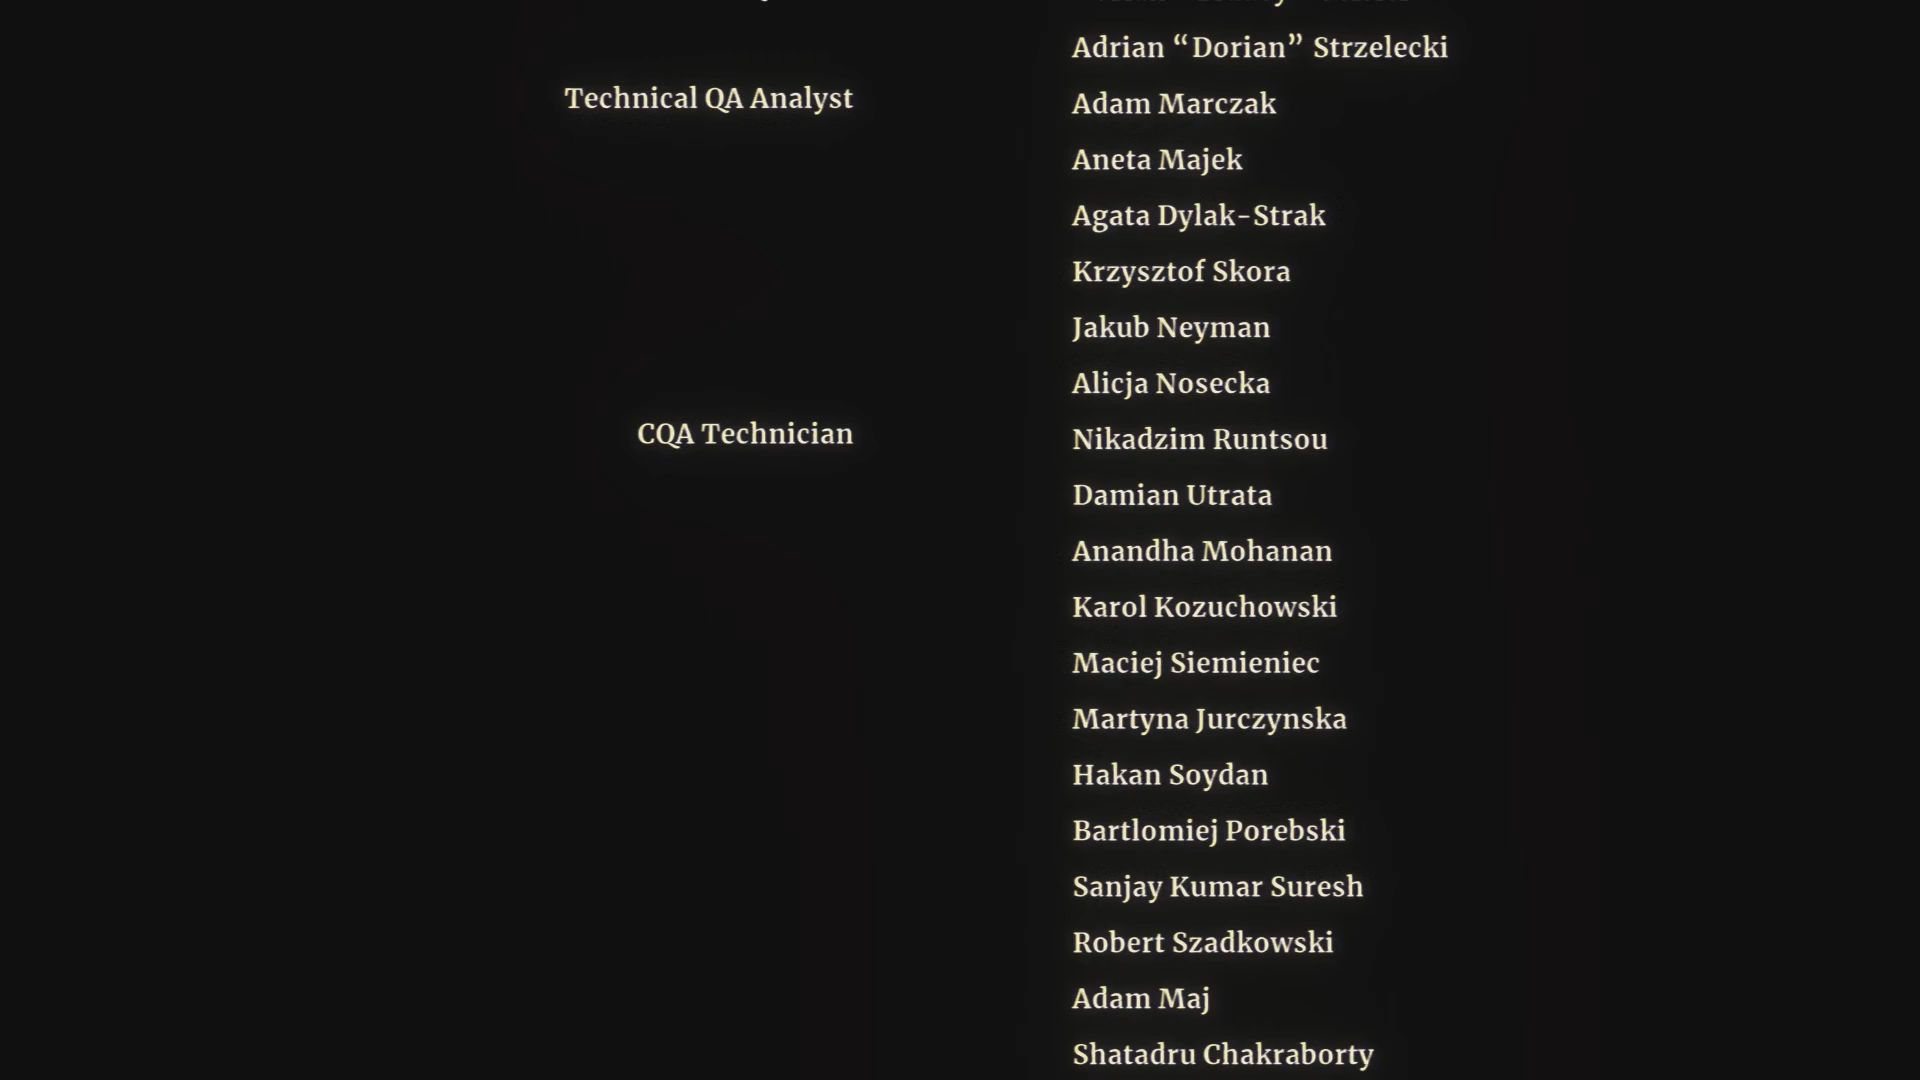 Adrian “Dorian” Strzelecki
Technical QA Analyst
Adam Marczak
Aneta Majek
Agata Dylak-Strak
Krzysztof Skora
Jakub Neyman
Alicja Nosecka
CQA Technician
Nikadzim Runtsou
Damian Utrata
Anandha Mohanan
Karol Kozuchowski
Maciej Siemieniec
Martyna Jurczynska
Hakan Soydan
Bartlomiej Porebski
Sanjay Kumar Suresh
Robert Szadkowski
Adam Maj
Shatadru Chakraborty